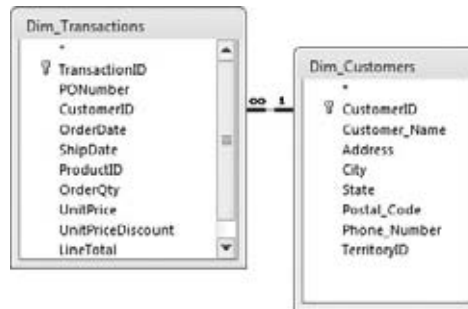 Dim_Transactions
*
TransactionID
PONumber
CustomerID
OrderDate
ShipDate
ProductID
OrderQty
UnitPrice
UnitPriceDiscount
LineTotal
∞ 1
Dim_Customers
*
CustomerID
Customer_Name
Address
City
State
Postal_Code
Phone_Number
TerritoryID